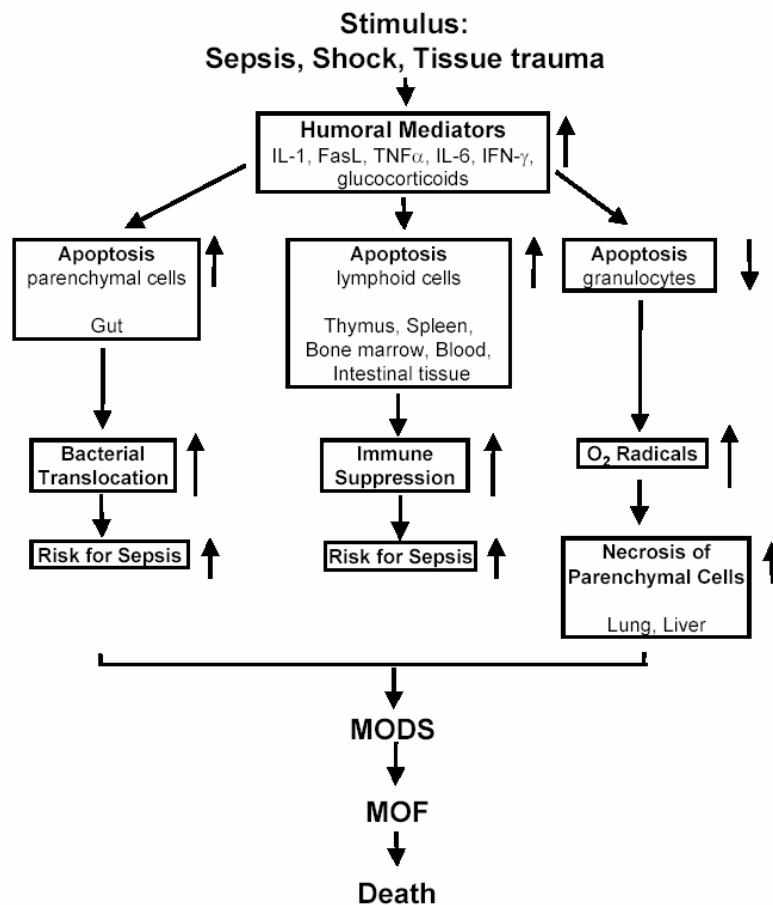 Stimulus:
Sepsis, Shock, Tissue trauma
Humoral Mediators
IL-1, FasL, TNFα, IL-6, IFN-γ,
glucocorticoids
Apoptosis
parenchymal cells
Gut
Apoptosis
lymphoid cells
Thymus, Spleen,
Bone marrow, Blood,
Intestinal tissue
Apoptosis
granulocytes
Bacterial
Translocation
Immune
Suppression
O₂ Radicals
Risk for Sepsis
Risk for Sepsis
Necrosis of
Parenchymal Cells
Lung, Liver
MODS
MOF
Death